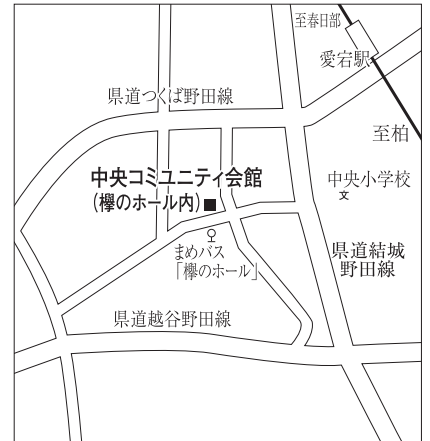 至春日部
愛宕駅
県道つくば野田線
至柏
中央コミュニティ会館
(欅のホール内)
中央小学校
文
まめバス
「欅のホール」
県道結城
野田線
県道越谷野田線